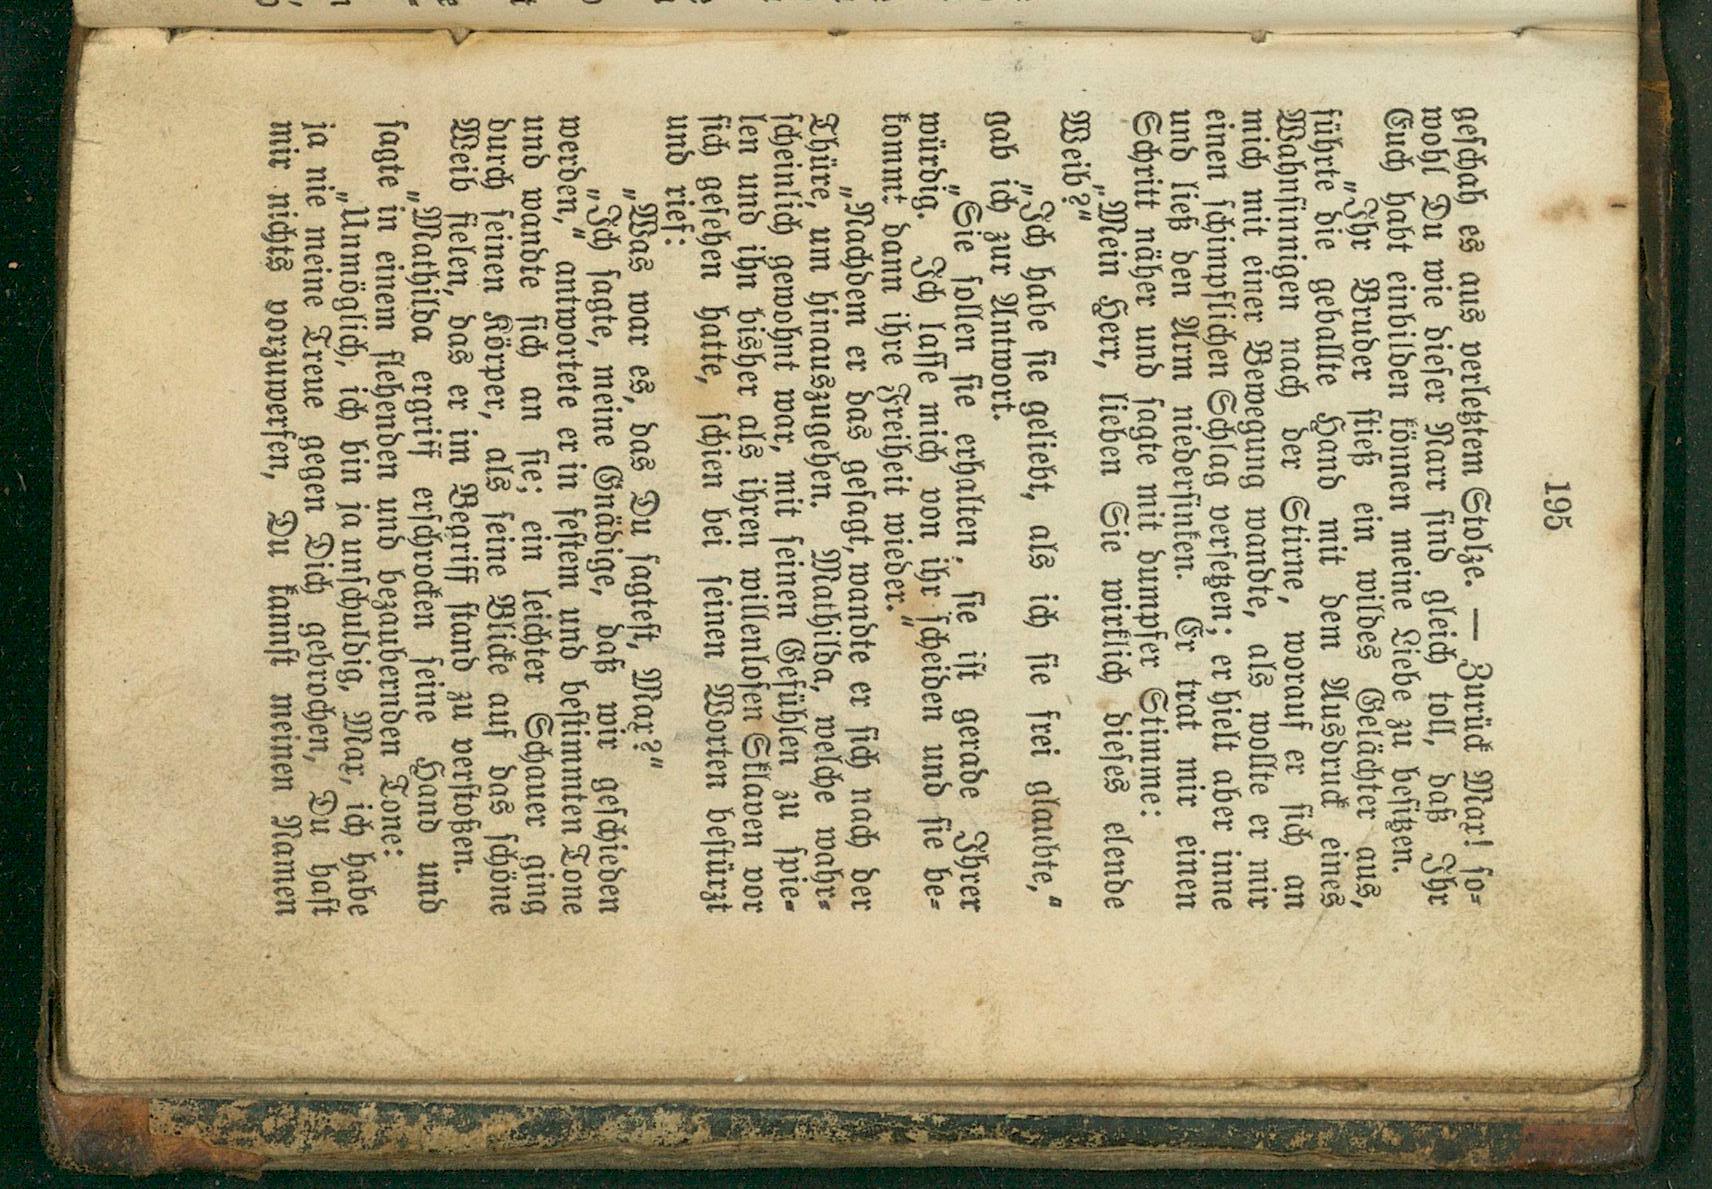 195
geſchah es aus verletztem Stolze. — Zurück Max! ſo-
wohl Du wie dieſer Narr ſind gleich toll, daß Ihr
Euch habt einbilden können meine Liebe zu beſitzen.
„Ihr Bruder ſtieß ein wildes Gelächter aus,
führte die geballte Hand mit dem Ausdruck eines
Wahnſinnigen nach der Stirne, worauf er ſich an
mich mit einer Bewegung wandte, als wollte er mir
einen ſchimpflichen Schlag verſetzen; er hielt aber inne
und ließ den Arm niederſinken. Er trat mir einen
Schritt näher und ſagte mit dumpfer Stimme:
„Mein Herr, lieben Sie wirklich dieſes elende
Weib?“
„Ich habe ſie geliebt, als ich ſie frei glaubte,“
gab ich zur Antwort.
„Sie ſollen ſie erhalten, ſie iſt gerade Ihrer
würdig. Ich laſſe mich von ihr ſcheiden und ſie be-
kommt dann ihre Freiheit wieder.“
„Nachdem er das geſagt, wandte er ſich nach der
Thüre, um hinauszugehen. Mathilda, welche wahr-
ſcheinlich gewohnt war, mit ſeinen Gefühlen zu ſpie-
len und ihn bisher als ihren willenloſen Sklaven vor
ſich geſehen hatte, ſchien bei ſeinen Worten beſtürzt
und rief:
„Was war es, das Du ſagteſt, Max?“
„Ich ſagte, meine Gnädige, daß wir geſchieden
werden,“ antwortete er in feſtem und beſtimmten Tone
und wandte ſich an ſie; ein leichter Schauer ging
durch ſeinen Körper, als ſeine Blicke auf das ſchöne
Weib fielen, das er im Begriff ſtand zu verſtoßen.
„Mathilda ergriff erſchrocken ſeine Hand und
ſagte in einem flehenden und bezaubernden Tone:
„Unmöglich, ich bin ja unſchuldig, Max, ich habe
ja nie meine Treue gegen Dich gebrochen, Du haſt
mir nichts vorzuwerfen, Du kannſt meinen Namen